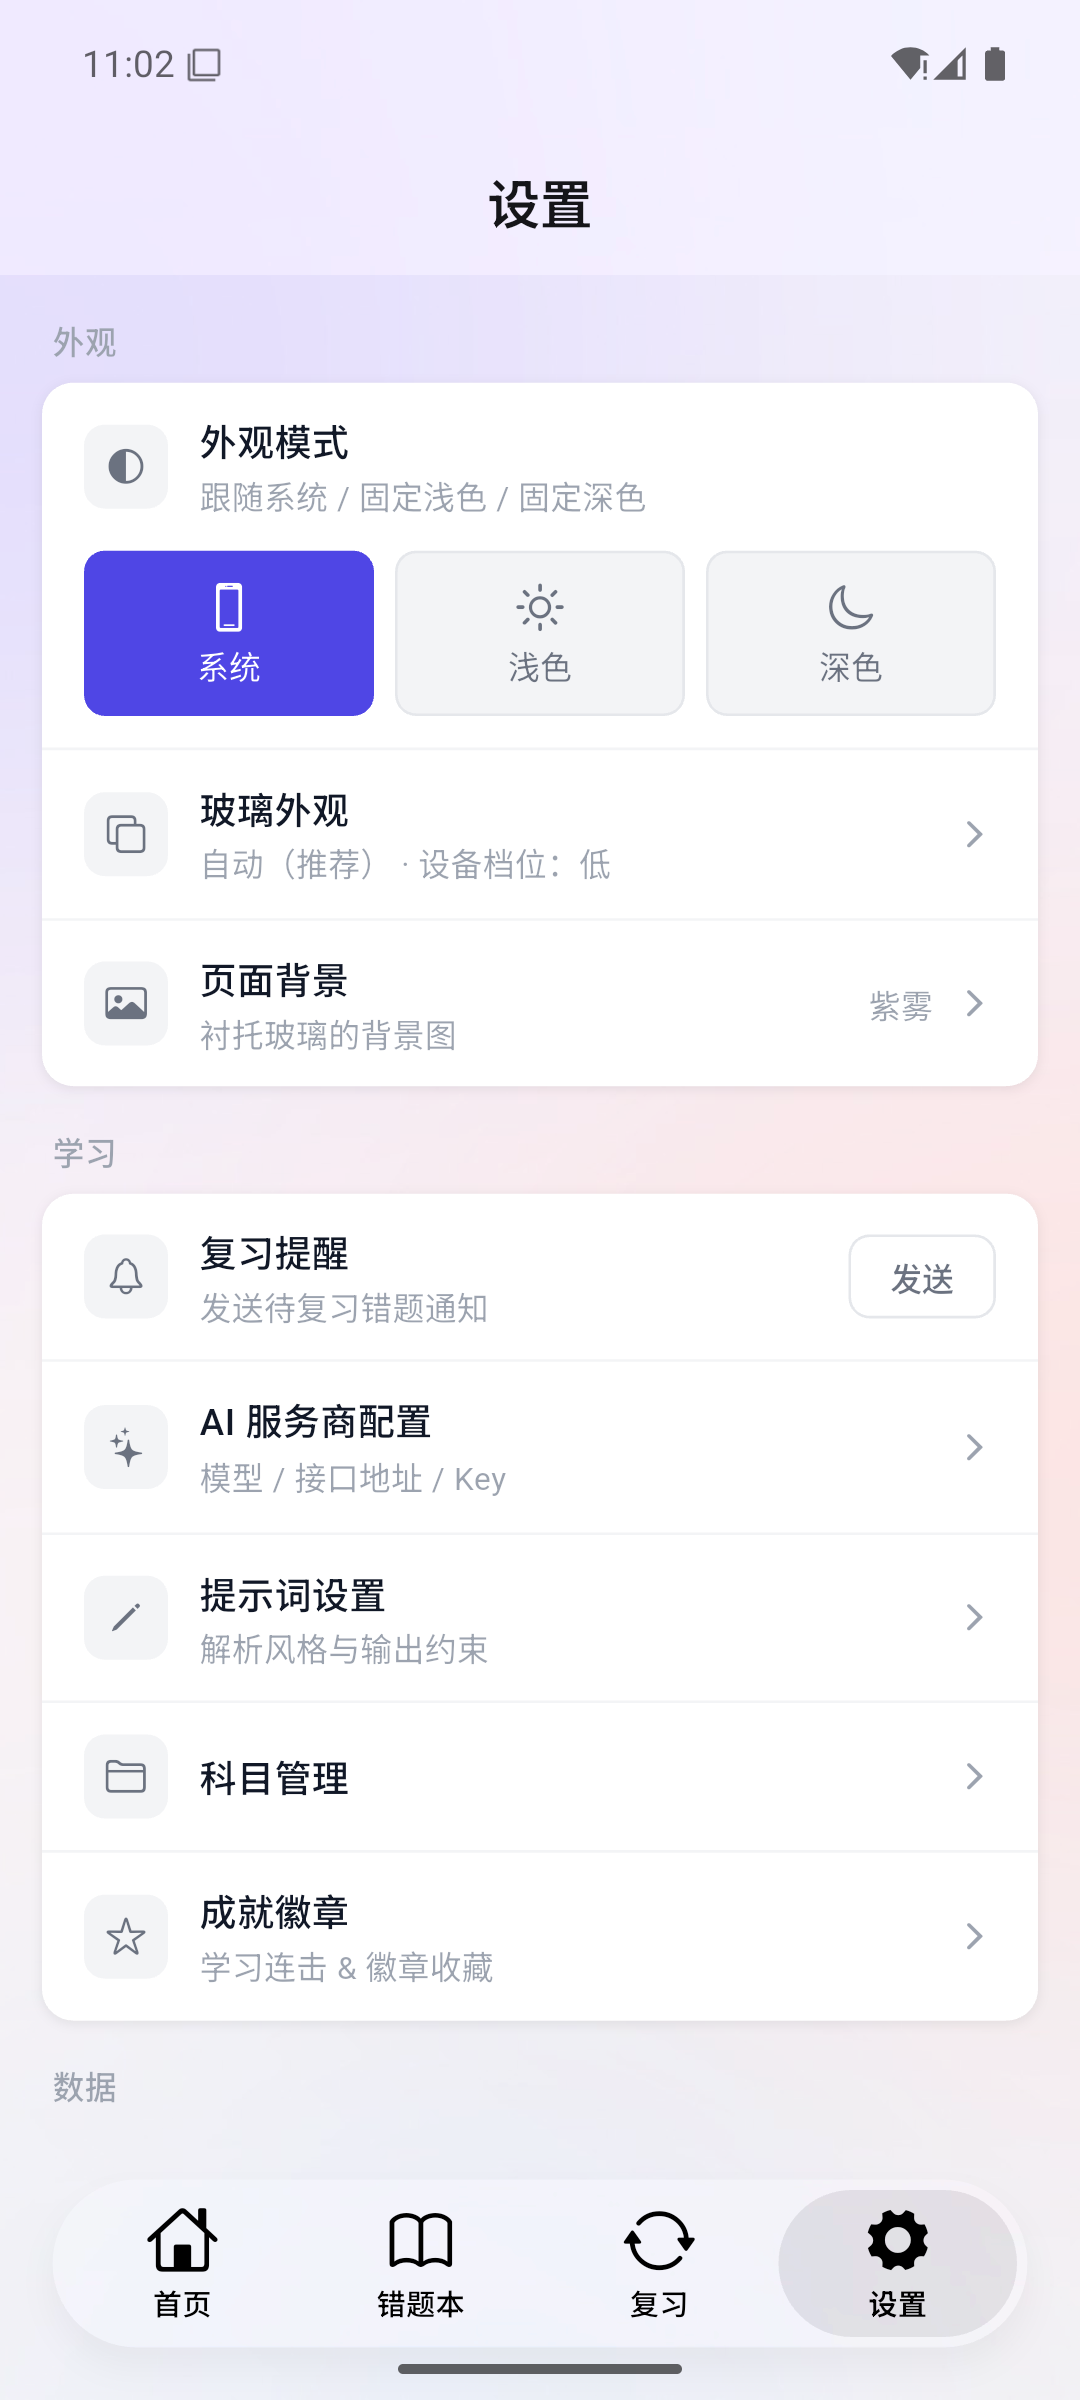 11:02
设置
外观
外观模式
跟随系统 / 固定浅色 / 固定深色
系统
浅色
深色
玻璃外观
自动（推荐） · 设备档位：低
页面背景
衬托玻璃的背景图
紫雾
学习
复习提醒
发送待复习错题通知
发送
AI 服务商配置
模型 / 接口地址 / Key
提示词设置
解析风格与输出约束
科目管理
成就徽章
学习连击 & 徽章收藏
数据
首页
错题本
复习
设置